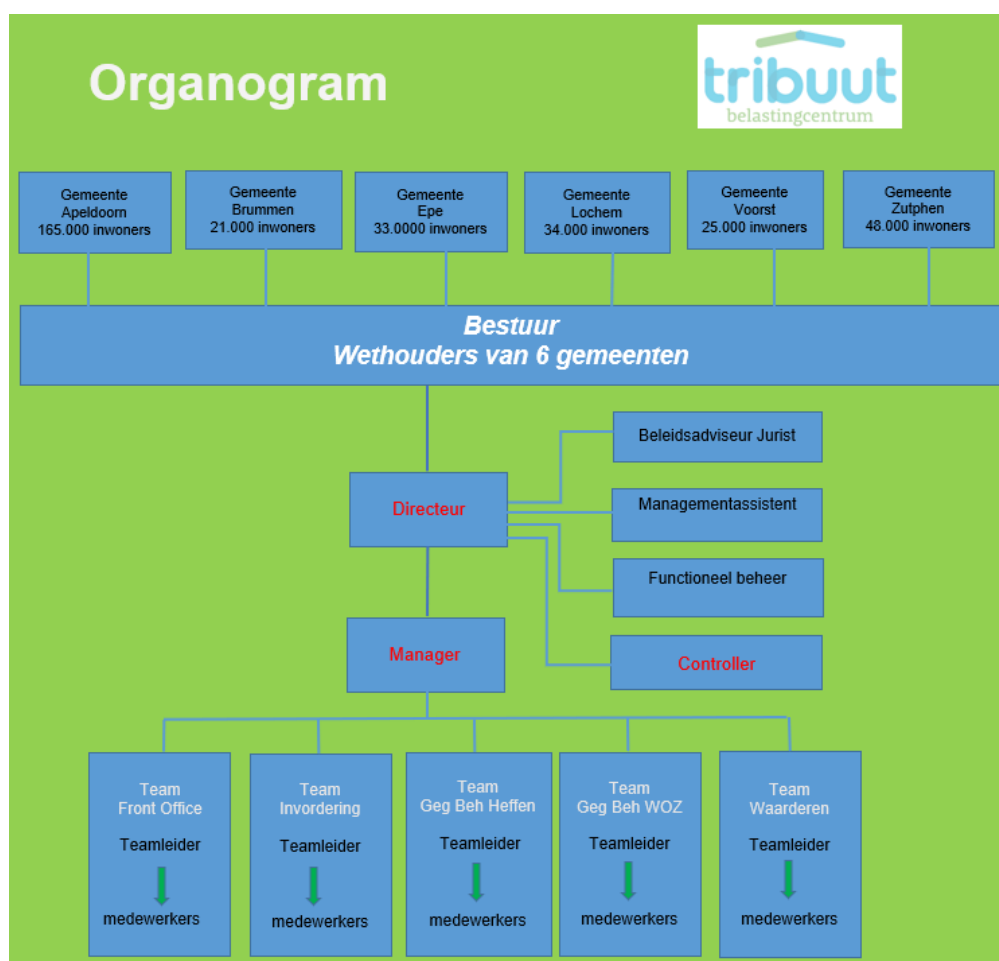 Organogram
tribuut
belastingcentrum
Gemeente
Apeldoorn
165.000 inwoners
Gemeente
Brummen
21.000 inwoners
Gemeente
Epe
33.0000 inwoners
Gemeente
Lochem
34.000 inwoners
Gemeente
Voorst
25.000 inwoners
Gemeente
Zutphen
48.000 inwoners
Bestuur
Wethouders van 6 gemeenten
Beleidsadviseur Jurist
Directeur
Managementassistent
Functioneel beheer
Manager
Controller
Team
Front Office
Teamleider
medewerkers
Team
Invordering
Teamleider
medewerkers
Team
Geg Beh Heffen
Teamleider
medewerkers
Team
Geg Beh WOZ
Teamleider
medewerkers
Team
Waarderen
Teamleider
medewerkers